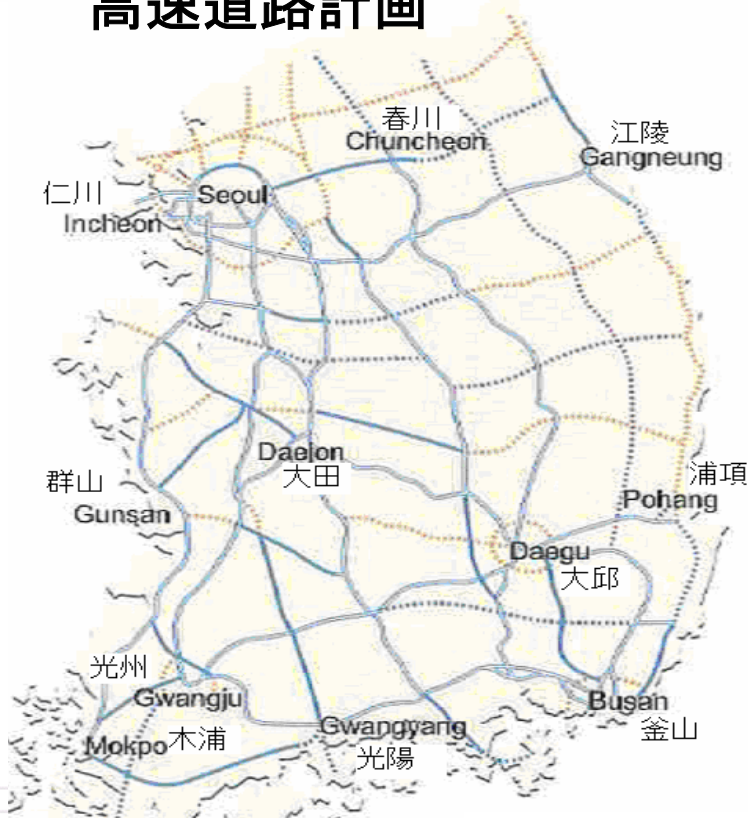 高速道路計画
春川
Chuncheon
江陵
Gangneung
仁川
Incheon
Seoul
Daejon
大田
群山
Gunsan
浦項
Pohang
Daegu
大邱
光州
Gwangju
Mokpo
木浦
Gwangyang
光陽
Busan
釜山